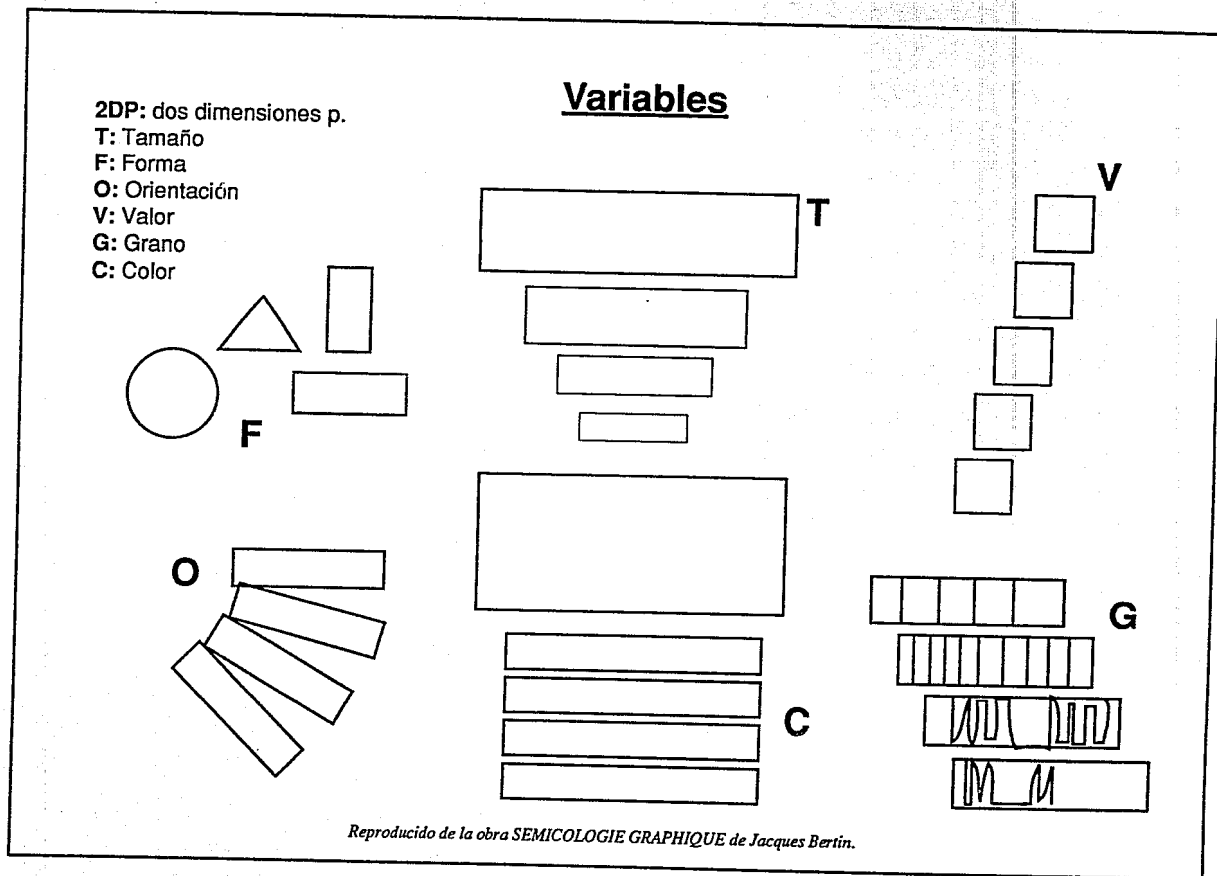 Variables
2DP: dos dimensiones p.
T: Tamaño
F: Forma
O: Orientación
V: Valor
G: Grano
C: Color
T
V
F
O
G
C
Reproducido de la obra SEMICOLOGIE GRAPHIQUE de Jacques Bertin.